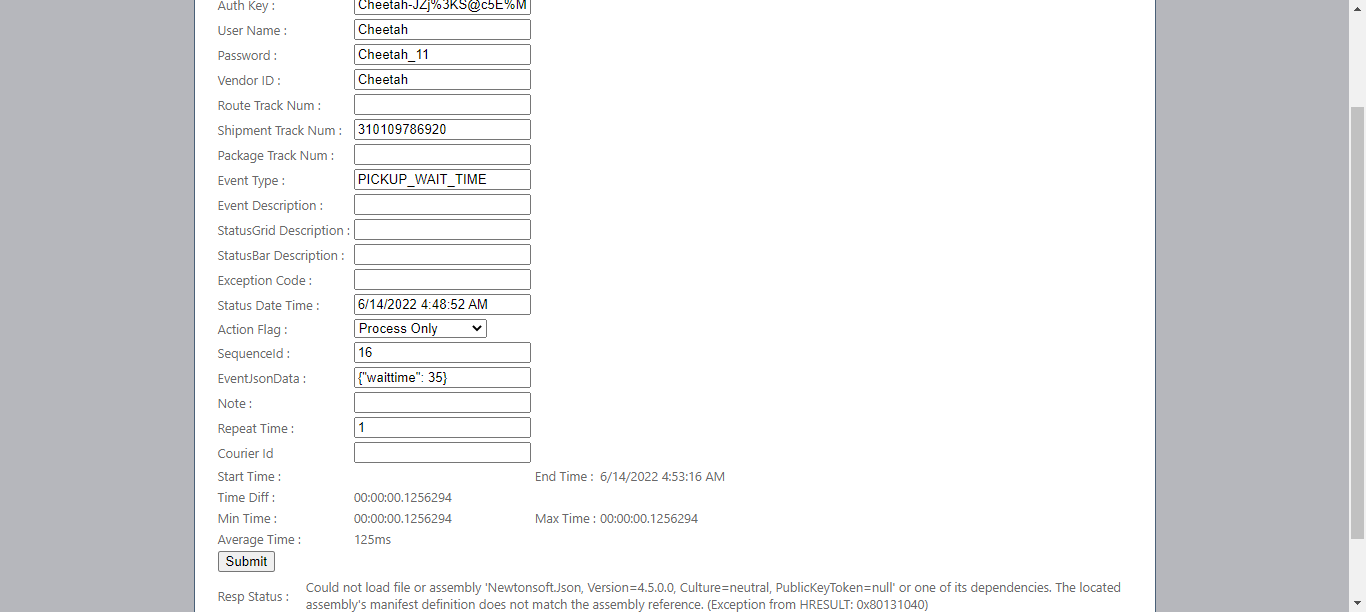 Auth Key : Cheetah-JZj%3KS@c5E%M
User Name : Cheetah
Password : Cheetah_11
Vendor ID : Cheetah
Route Track Num :
Shipment Track Num : 310109786920
Package Track Num :
Event Type : PICKUP_WAIT_TIME
Event Description :
StatusGrid Description :
StatusBar Description :
Exception Code :
Status Date Time : 6/14/2022 4:48:52 AM
Action Flag : Process Only
SequenceId : 16
EventJsonData : {"waittime": 35}
Note :
Repeat Time : 1
Courier Id
Start Time : End Time : 6/14/2022 4:53:16 AM
Time Diff : 00:00:00.1256294
Min Time : 00:00:00.1256294 Max Time : 00:00:00.1256294
Average Time : 125ms
Submit
Resp Status : Could not load file or assembly 'Newtonsoft.Json, Version=4.5.0.0, Culture=neutral, PublicKeyToken=null' or one of its dependencies. The located
assembly's manifest definition does not match the assembly reference. (Exception from HRESULT: 0x80131040)